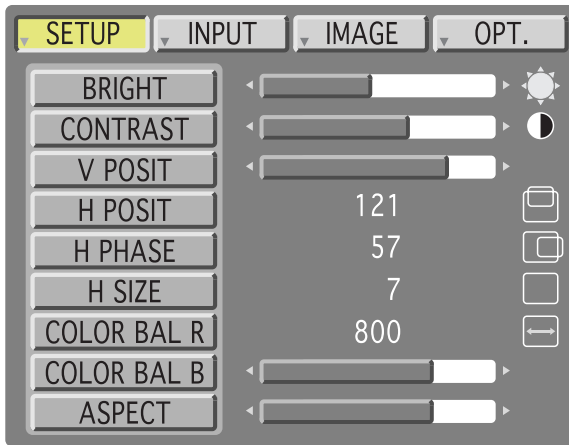 SETUP INPUT IMAGE OPT.
BRIGHT
CONTRAST
V POSIT
H POSIT 121
H PHASE 57
H SIZE 7
COLOR BAL R 800
COLOR BAL B
ASPECT